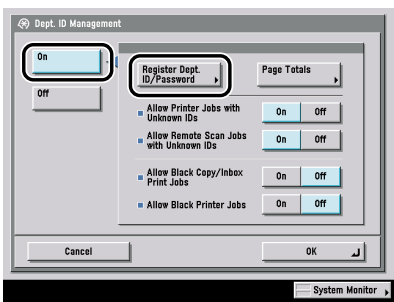 Dept. ID Management
On
Off
Register Dept.
ID/Password
Page Totals
Allow Printer Jobs with
Unknown IDs
On Off
Allow Remote Scan Jobs
with Unknown IDs
On Off
Allow Black Copy/Inbox
Print Jobs
On Off
Allow Black Printer Jobs
On Off
Cancel
OK
System Monitor